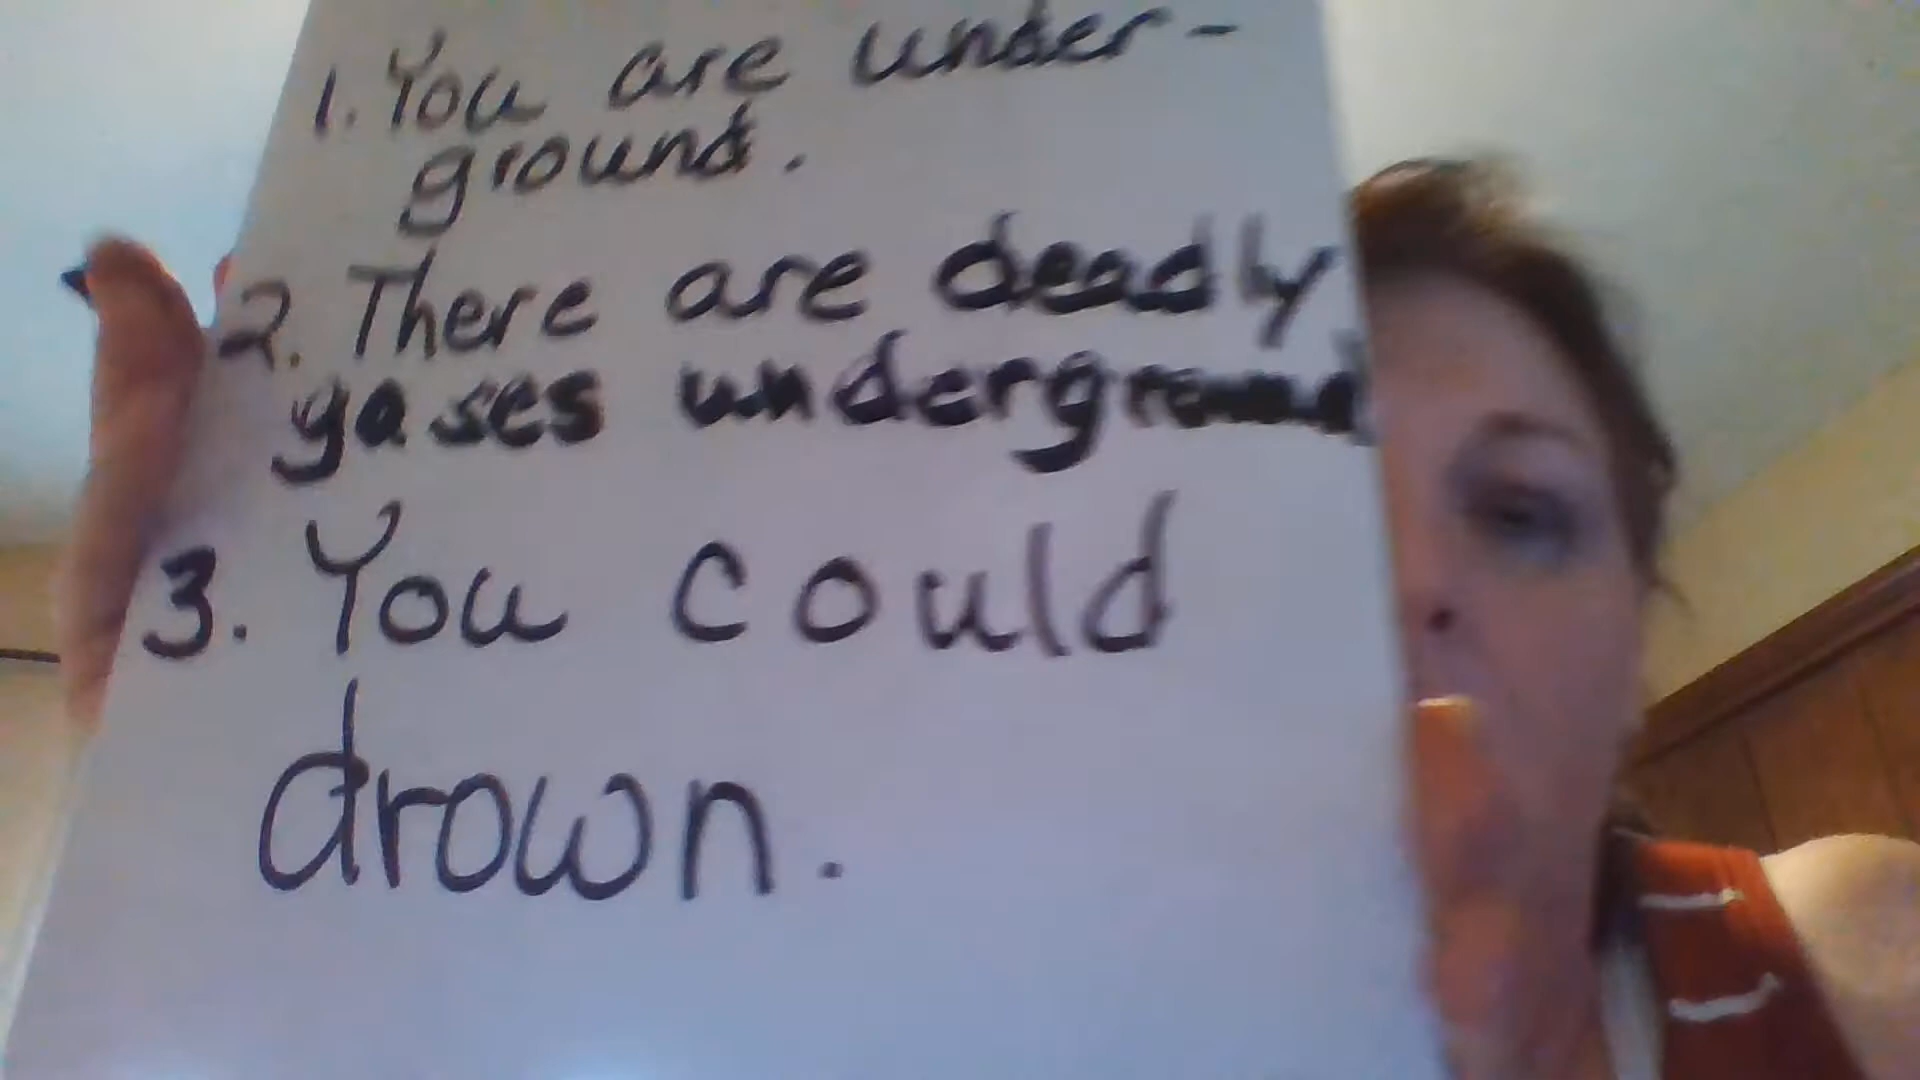 1. You are under-
ground.
2. There are deadly
gases underground
3. You could
drown.